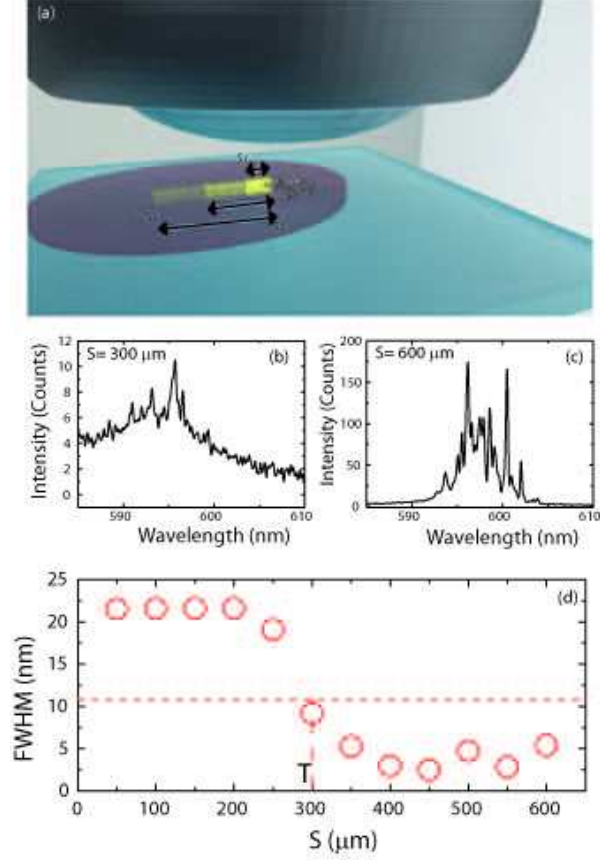 (a)
S= 300 μm
(b)
12
10
8
6
4
2
0
Intensity (Counts)
590
600
610
Wavelength (nm)
S= 600 μm
(c)
200
150
100
50
0
Intensity (Counts)
590
600
610
Wavelength (nm)
(d)
25
20
15
10
5
0
FWHM (nm)
T
0
100
200
300
400
500
600
S (μm)